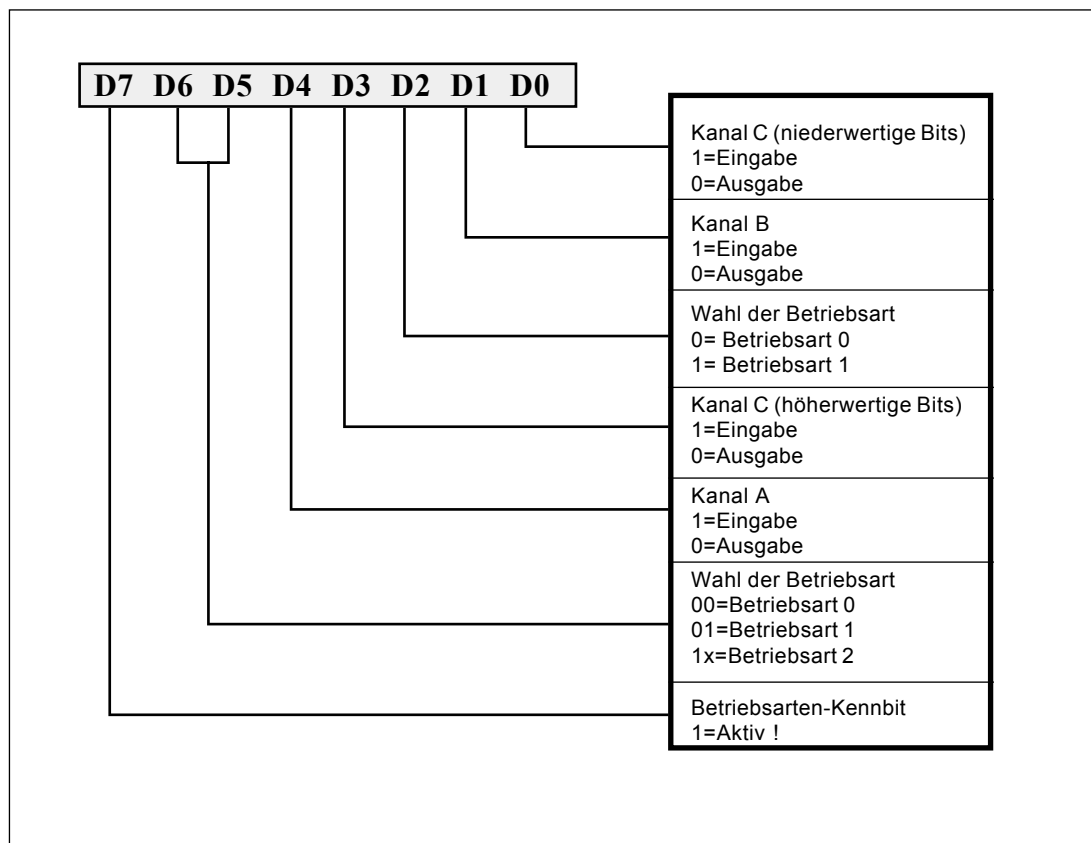 D7 D6 D5 D4 D3 D2 D1 D0
Kanal C (niederwertige Bits)
1=Eingabe
0=Ausgabe
Kanal B
1=Eingabe
0=Ausgabe
Wahl der Betriebsart
0= Betriebsart 0
1= Betriebsart 1
Kanal C (höherwertige Bits)
1=Eingabe
0=Ausgabe
Kanal A
1=Eingabe
0=Ausgabe
Wahl der Betriebsart
00=Betriebsart 0
01=Betriebsart 1
1x=Betriebsart 2
Betriebsarten-Kennbit
1=Aktiv !